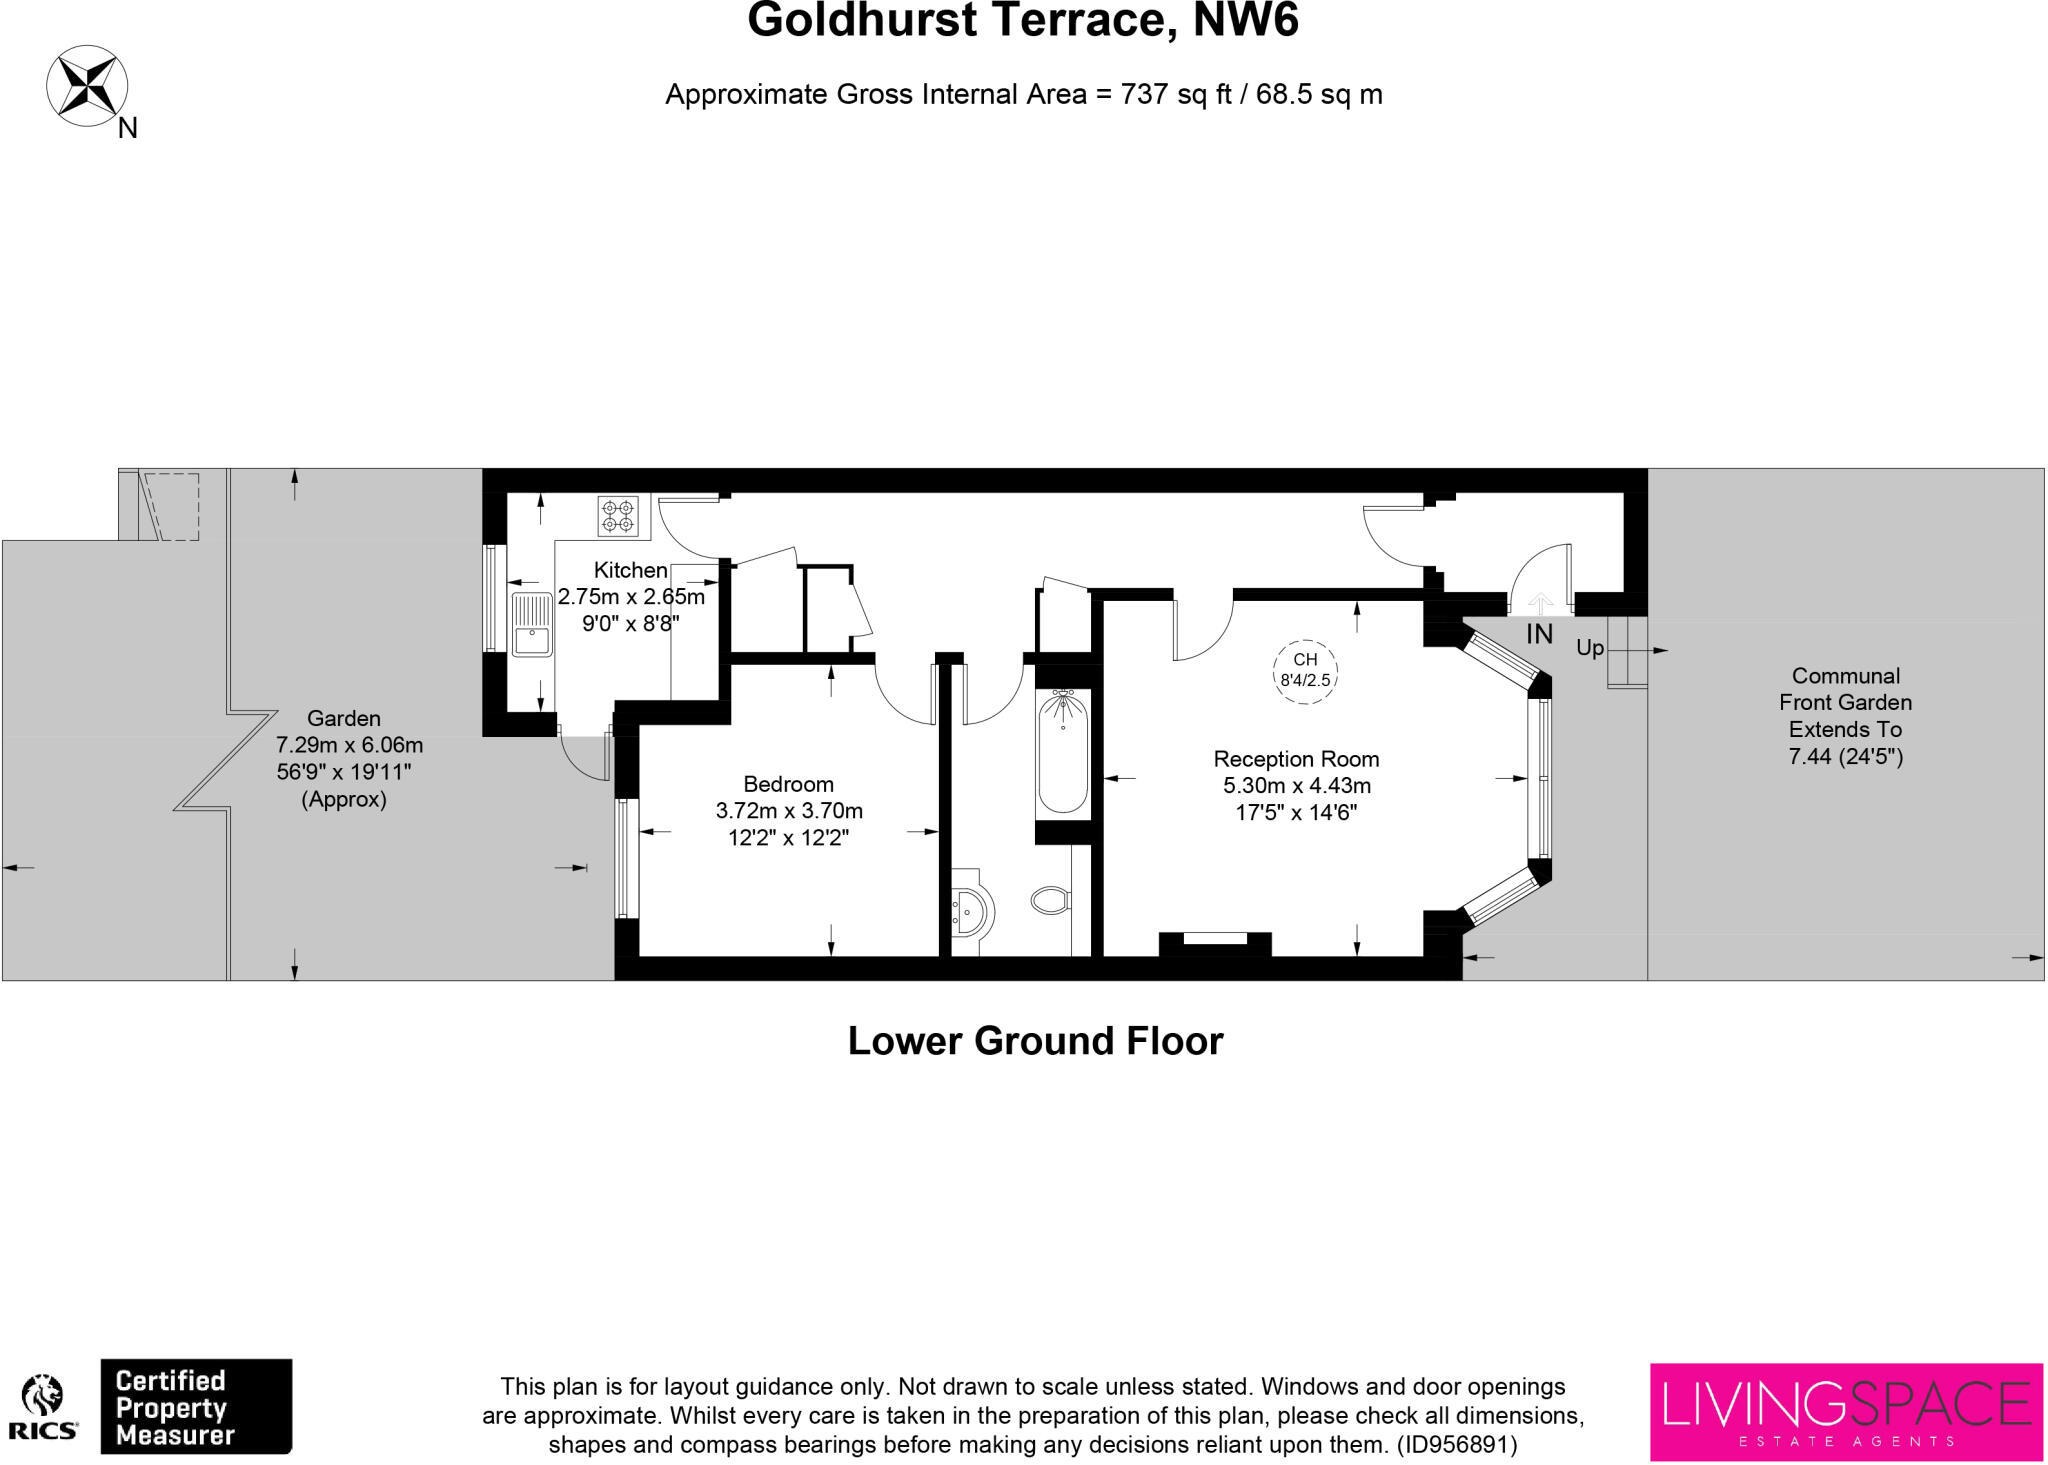 Goldhurst Terrace, NW6
Approximate Gross Internal Area = 737 sq ft / 68.5 sq m
N
Kitchen
2.75m x 2.65m
9'0" x 8'8"
IN
Up
CH
8'4/2.5
Communal
Front Garden
Extends To
7.44 (24'5")
Garden
7.29m x 6.06m
56'9" x 19'11"
(Approx)
Bedroom
3.72m x 3.70m
12'2" x 12'2"
Reception Room
5.30m x 4.43m
17'5" x 14'6"
Lower Ground Floor
RICS
Certified
Property
Measurer
This plan is for layout guidance only. Not drawn to scale unless stated. Windows and door openings
are approximate. Whilst every care is taken in the preparation of this plan, please check all dimensions,
shapes and compass bearings before making any decisions reliant upon them. (ID956891)
LIVINGSPACE
ESTATE AGENTS